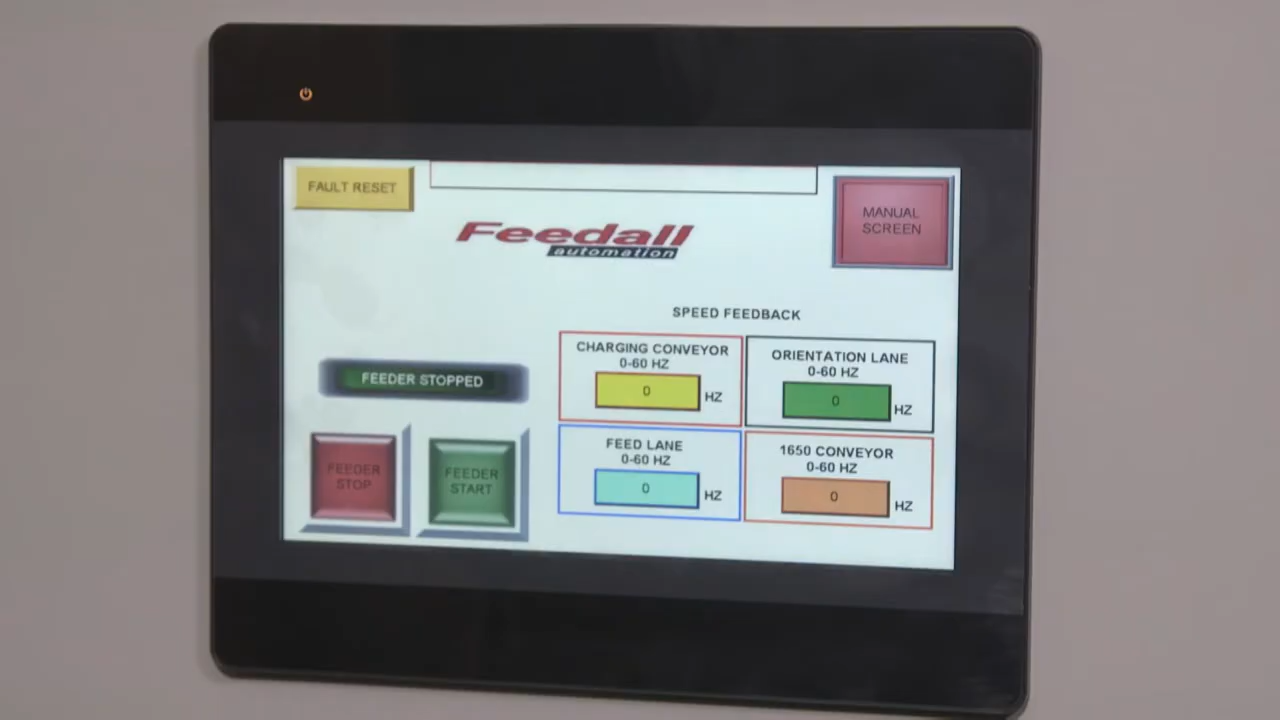 FAULT RESET
MANUAL
SCREEN
Feedall
automation
SPEED FEEDBACK
CHARGING CONVEYOR
0-60 HZ
0 HZ
ORIENTATION LANE
0-60 HZ
0 HZ
FEEDER STOPPED
FEEDER
STOP
FEEDER
START
FEED LANE
0-60 HZ
0 HZ
1650 CONVEYOR
0-60 HZ
0 HZ